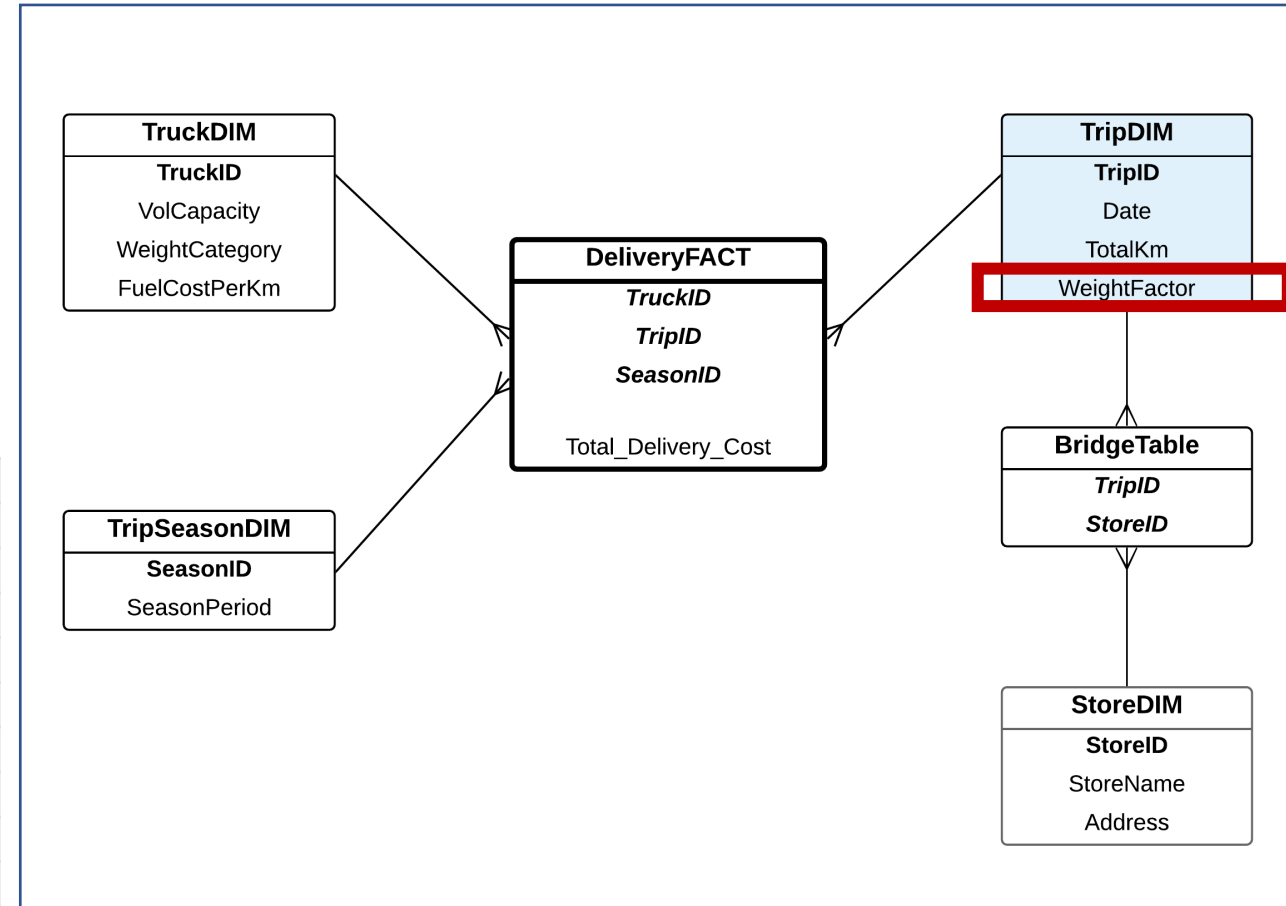 TruckDIM
TruckID
VolCapacity
WeightCategory
FuelCostPerKm
TripSeasonDIM
SeasonID
SeasonPeriod
DeliveryFACT
TruckID
TripID
SeasonID
Total_Delivery_Cost
TripDIM
TripID
Date
TotalKm
WeightFactor
BridgeTable
TripID
StoreID
StoreDIM
StoreID
StoreName
Address